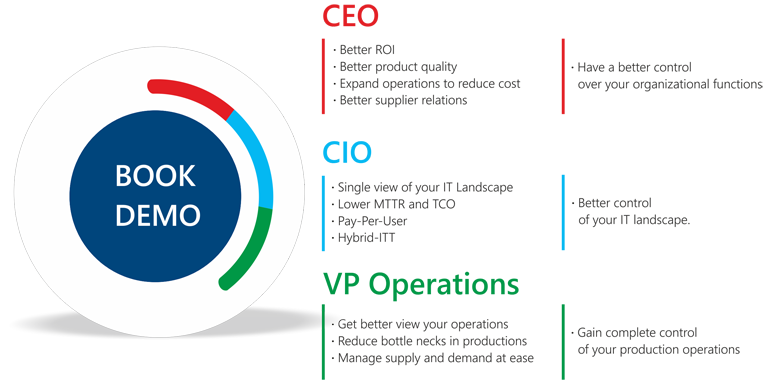 BOOK
DEMO
CEO
· Better ROI
· Better product quality
· Expand operations to reduce cost
· Better supplier relations
· Have a better control
over your organizational functions
CIO
· Single view of your IT Landscape
· Lower MTTR and TCO
· Pay-Per-User
· Hybrid-ITT
· Better control
of your IT landscape.
VP Operations
· Get better view your operations
· Reduce bottle necks in productions
· Manage supply and demand at ease
· Gain complete control
of your production operations